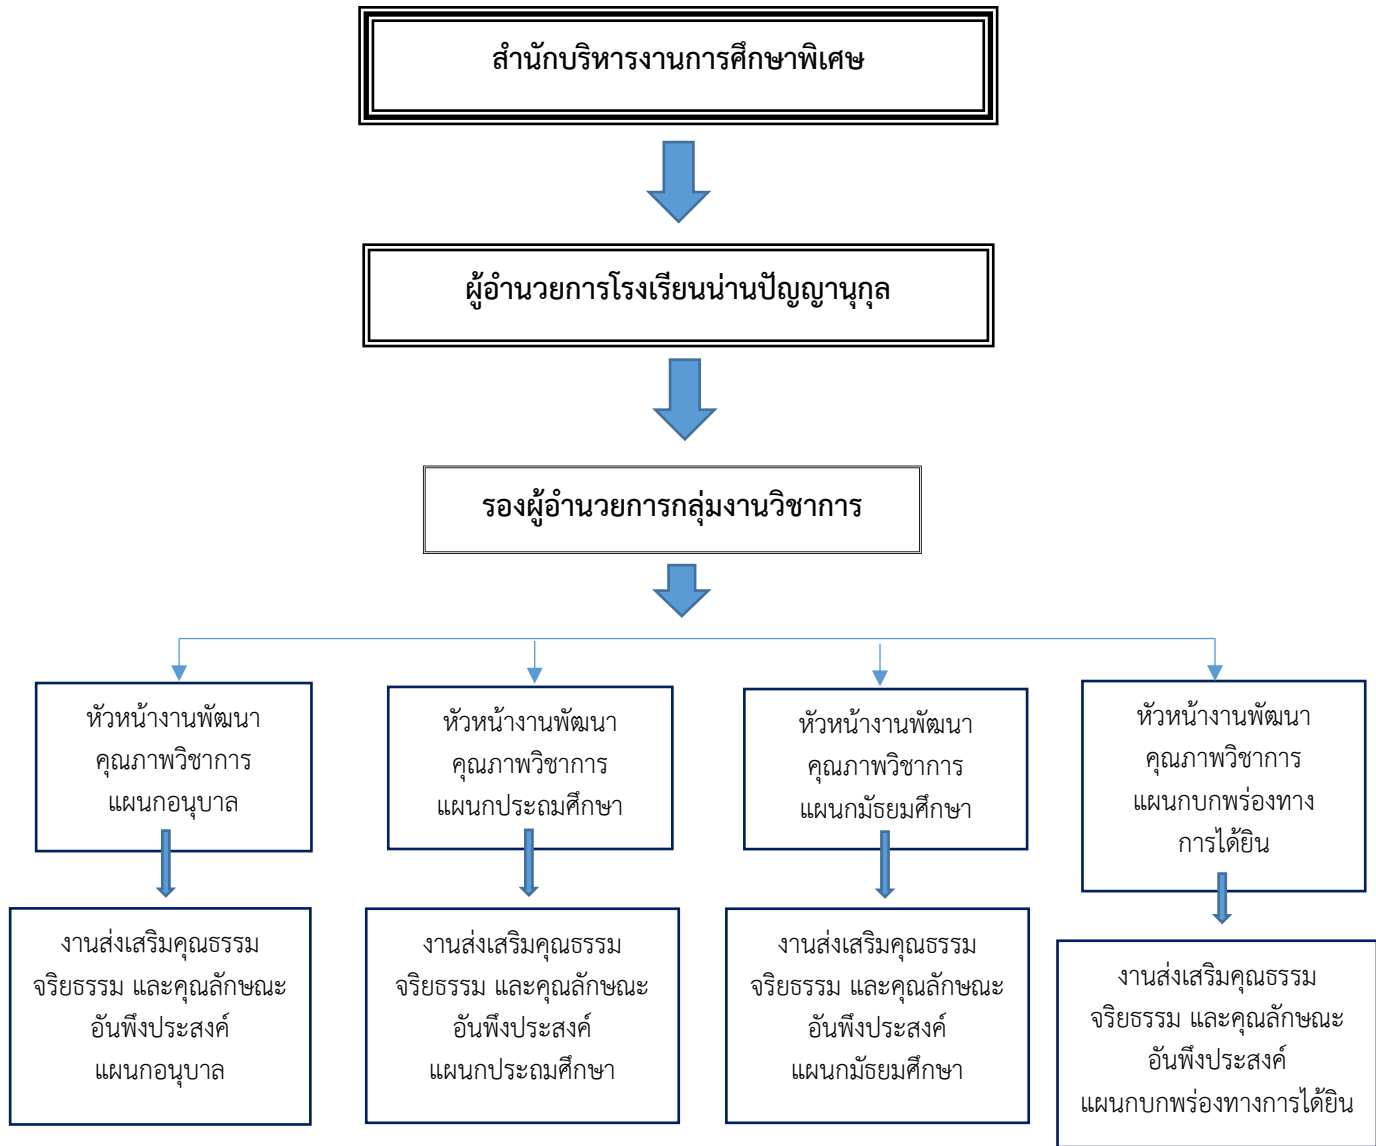 สำนักบริหารงานการศึกษาพิเศษ
ผู้อำนวยการโรงเรียนน่านปัญญานุกุล
รองผู้อำนวยการกลุ่มงานวิชาการ
หัวหน้างานพัฒนา
คุณภาพวิชาการ
แผนกอนุบาล
หัวหน้างานพัฒนา
คุณภาพวิชาการ
แผนกประถมศึกษา
หัวหน้างานพัฒนา
คุณภาพวิชาการ
แผนกมัธยมศึกษา
หัวหน้างานพัฒนา
คุณภาพวิชาการ
แผนกบกพร่องทาง
การได้ยิน
งานส่งเสริมคุณธรรม
จริยธรรม และคุณลักษณะ
อันพึงประสงค์
แผนกอนุบาล
งานส่งเสริมคุณธรรม
จริยธรรม และคุณลักษณะ
อันพึงประสงค์
แผนกประถมศึกษา
งานส่งเสริมคุณธรรม
จริยธรรม และคุณลักษณะ
อันพึงประสงค์
แผนกมัธยมศึกษา
งานส่งเสริมคุณธรรม
จริยธรรม และคุณลักษณะ
อันพึงประสงค์
แผนกบกพร่องทางการได้ยิน